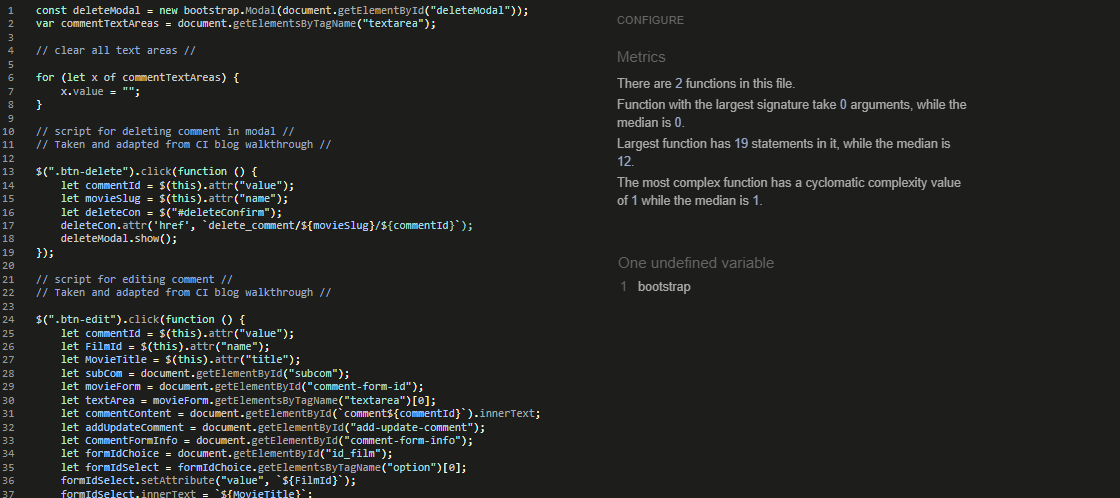 1 const deleteModal = new bootstrap.Modal(document.getElementById("deleteModal"));
2 var commentTextAreas = document.getElementsByTagName("textarea");
3
4 // clear all text areas //
5
6 for (let x of commentTextAreas) {
7     x.value = "";
8 }
9
10 // script for deleting comment in modal //
11 // Taken and adapted from CI blog walkthrough //
12
13 $(".btn-delete").click(function () {
14     let commentId = $(this).attr("value");
15     let movieSlug = $(this).attr("name");
16     let deleteCon = $("#deleteConfirm");
17     deleteCon.attr('href', `delete_comment/${movieSlug}/${commentId}`);
18     deleteModal.show();
19 });
20
21 // script for editing comment //
22 // Taken and adapted from CI blog walkthrough //
23
24 $(".btn-edit").click(function () {
25     let commentId = $(this).attr("value");
26     let FilmId = $(this).attr("name");
27     let MovieTitle = $(this).attr("title");
28     let subCom = document.getElementById("subcom");
29     let movieForm = document.getElementById("comment-form-id");
30     let textArea = movieForm.getElementsByTagName("textarea")[0];
31     let commentContent = document.getElementById(`comment${commentId}`).innerText;
32     let addUpdateComment = document.getElementById("add-update-comment");
33     let CommentFormInfo = document.getElementById("comment-form-info");
34     let formIdChoice = document.getElementById("id_film");
35     let formIdSelect = formIdChoice.getElementsByTagName("option")[0];
36     formIdSelect.setAttribute("value", `${FilmId}`);
37     formIdSelect.innerText = `${MovieTitle}`;
CONFIGURE
Metrics
There are 2 functions in this file.
Function with the largest signature take 0 arguments, while the
median is 0.
Largest function has 19 statements in it, while the median is
12.
The most complex function has a cyclomatic complexity value
of 1 while the median is 1.
One undefined variable
1 bootstrap